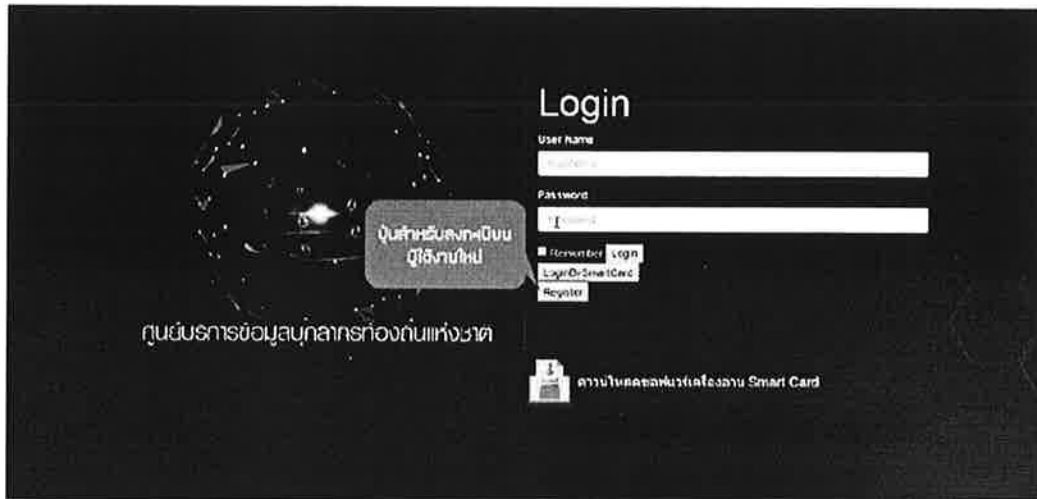 Login
User Name
Password
ปุ่มสำหรับลงทะเบียน
ผู้ใช้งานใหม่
Remember Login
LoginBySmartCard
Register
ศูนย์บริการข้อมูลบุคลากรท้องถิ่นแห่งชาติ
ดาวน์โหลดซอฟแวร์เครื่องอ่าน Smart Card